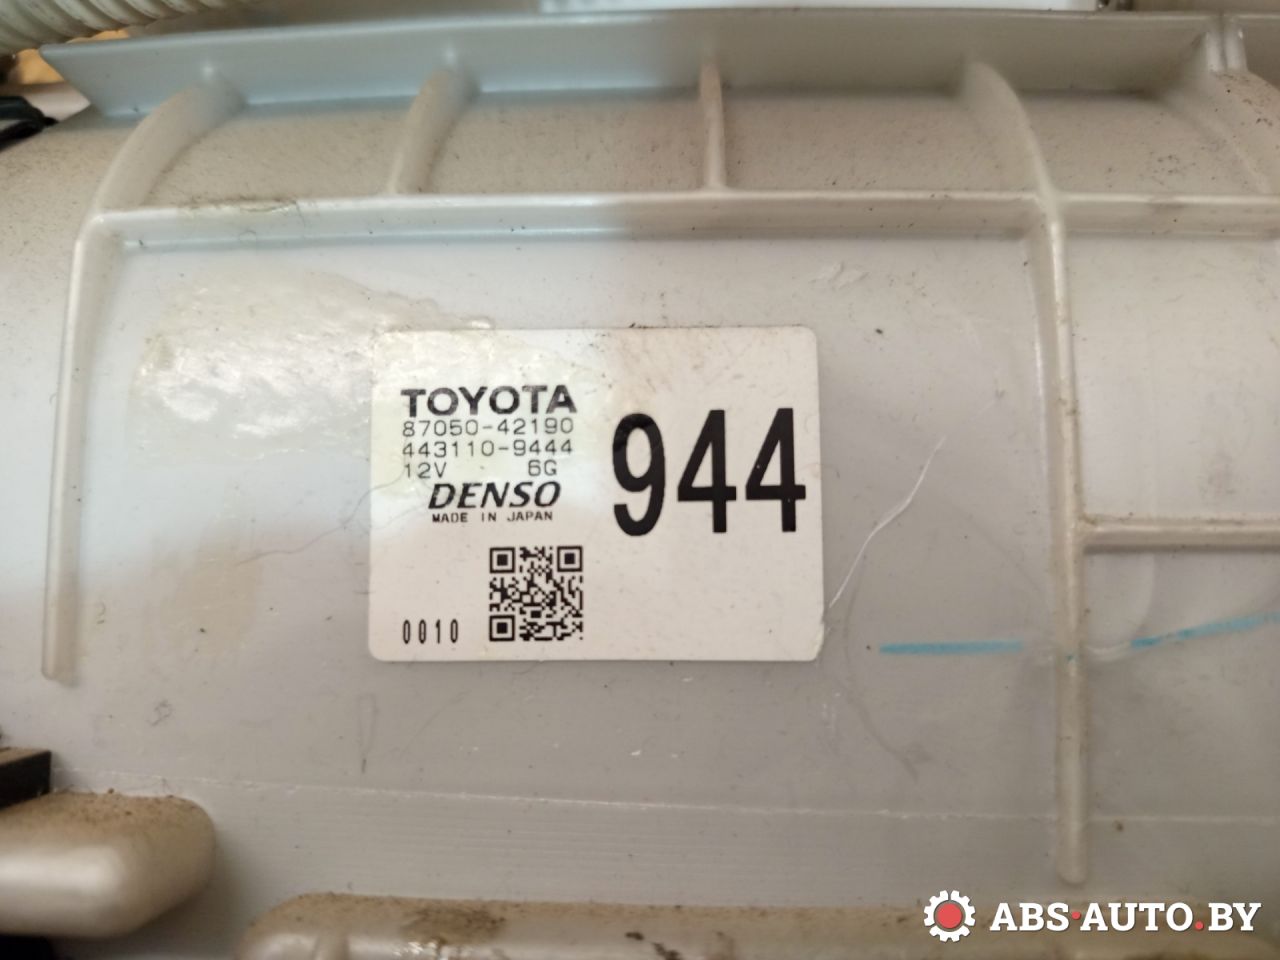 TOYOTA
87050-42190
443110-9444
12V 6G
DENSO
MADE IN JAPAN
944
0010
ABS·AUTO.BY